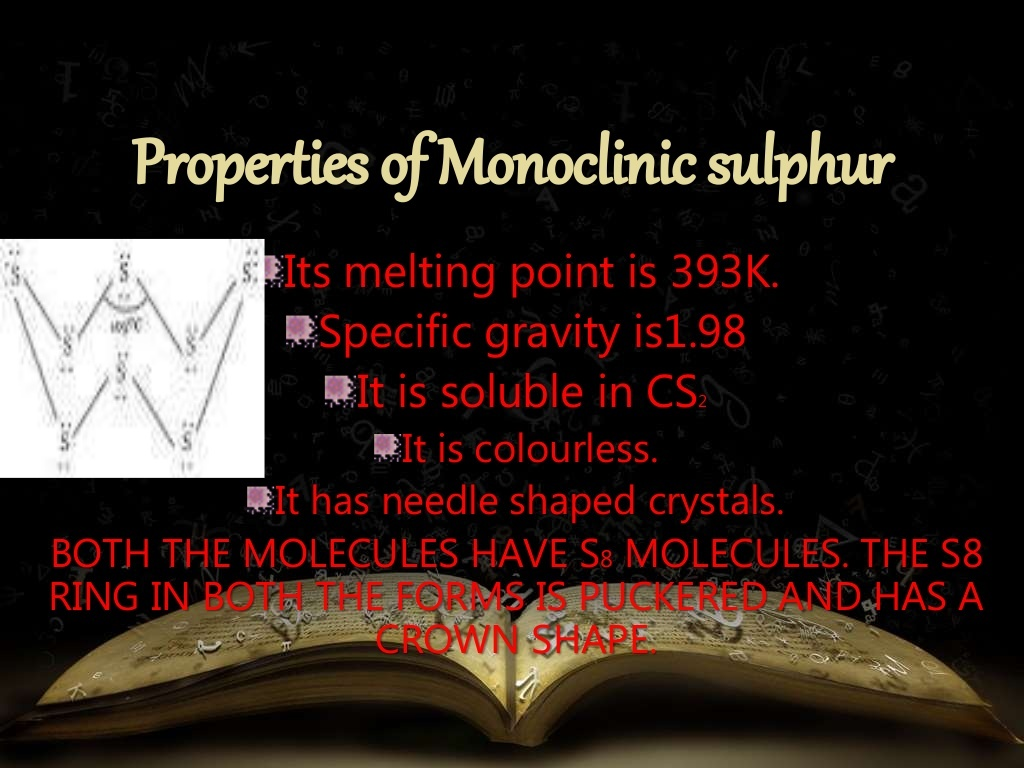 Properties of Monoclinic sulphur
Its melting point is 393K.
Specific gravity is1.98
It is soluble in CS₂
It is colourless.
It has needle shaped crystals.
BOTH THE MOLECULES HAVE S₈ MOLECULES. THE S8
RING IN BOTH THE FORMS IS PUCKERED AND HAS A
CROWN SHAPE.
S S S
S S
S
S S